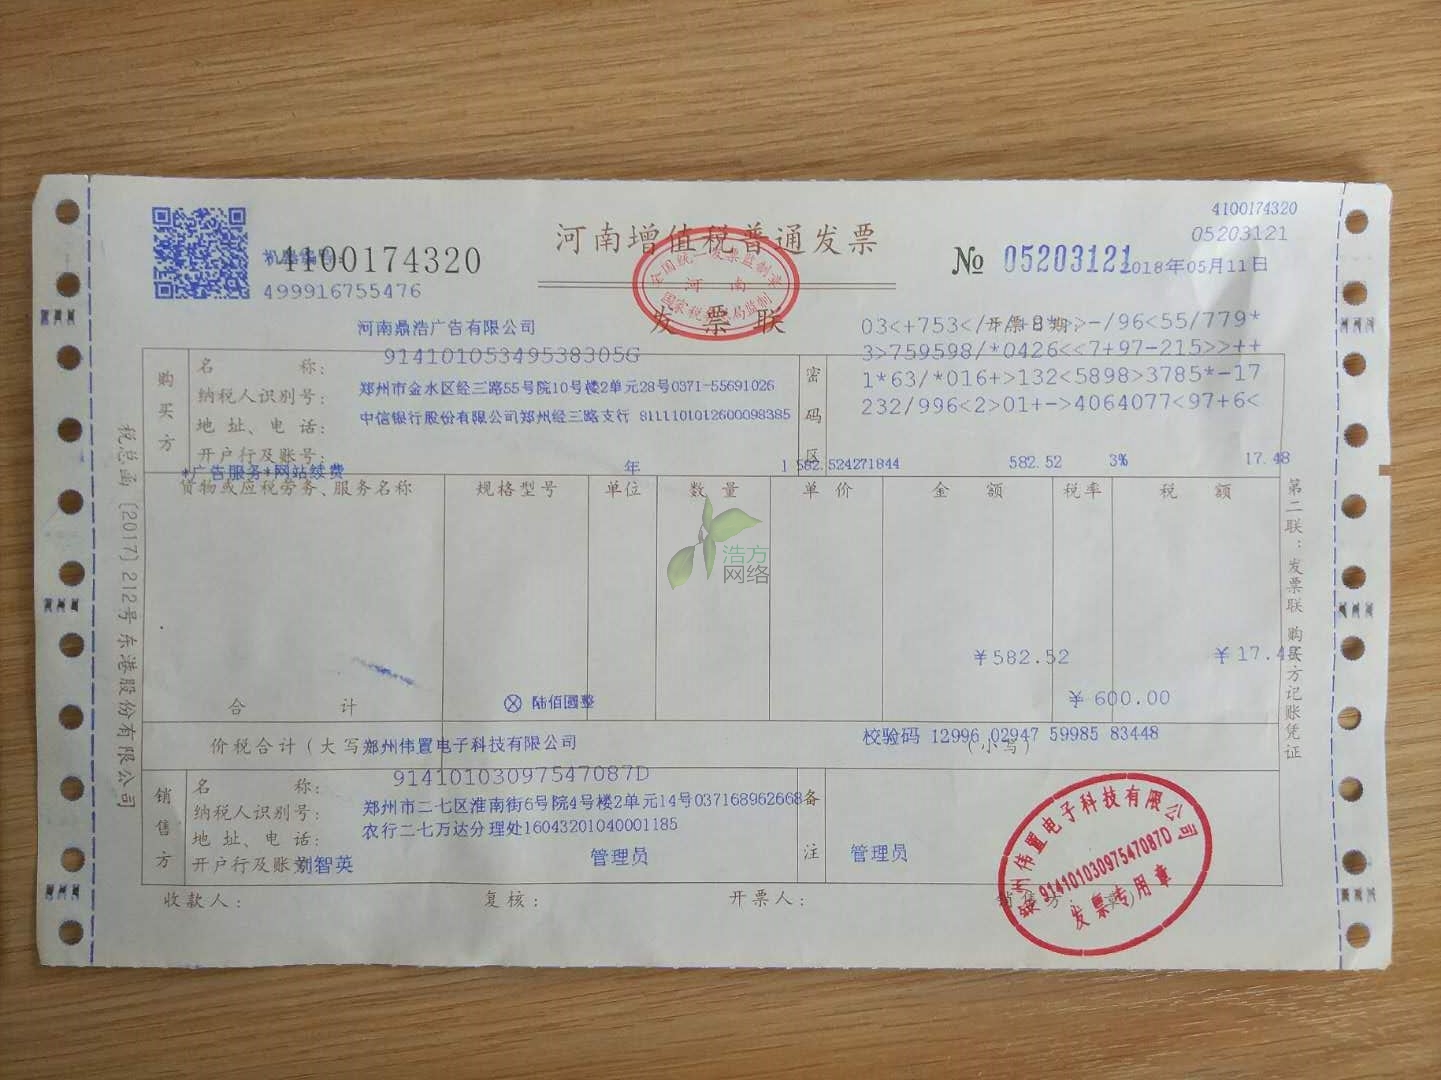 4100174320
机器编号:
4100174320
499916755476
河南增值税普通发票
全国统一发票监制章
河南
国家税务总局监制
发票联
№ 05203121
05203121
2018年05月11日
开票日期:
购买方
名称:
河南鼎浩广告有限公司
纳税人识别号:
91410105349538305G
地址、电话:
郑州市金水区经三路55号院10号楼2单元28号0371-55691026
开户行及账号:
中信银行股份有限公司郑州经三路支行 8111101012600098385
密码区
3>759598/*0426<<7+97-215>>++
1*63/*016+>132<5898>3785*-17
232/996<2>01+->4064077<97+6<
货物或应税劳务、服务名称 规格型号 单位 数量 单价 金额 税率 税额
*广告服务*网站续费 年 1 582.524271844 582.52 3% 17.48
合计 ¥582.52 ¥17.48
价税合计(大写) ⊗ 陆佰圆整 (小写) ¥600.00
销售方
名称:
郑州伟置电子科技有限公司
纳税人识别号:
91410103097547087D
地址、电话:
郑州市二七区淮南街6号院4号楼2单元14号037168962668
开户行及账号:
农行二七万达分理处16043201040001185
备注
校验码 12996 02947 59985 83448
收款人: 刘智英 复核: 管理员 开票人: 管理员 销售方:(章)
郑州伟置电子科技有限公司
91410103097547087D
发票专用章
税总函〔2017〕212号 东港股份有限公司
第二联:发票联 购买方记账凭证
浩方
网络